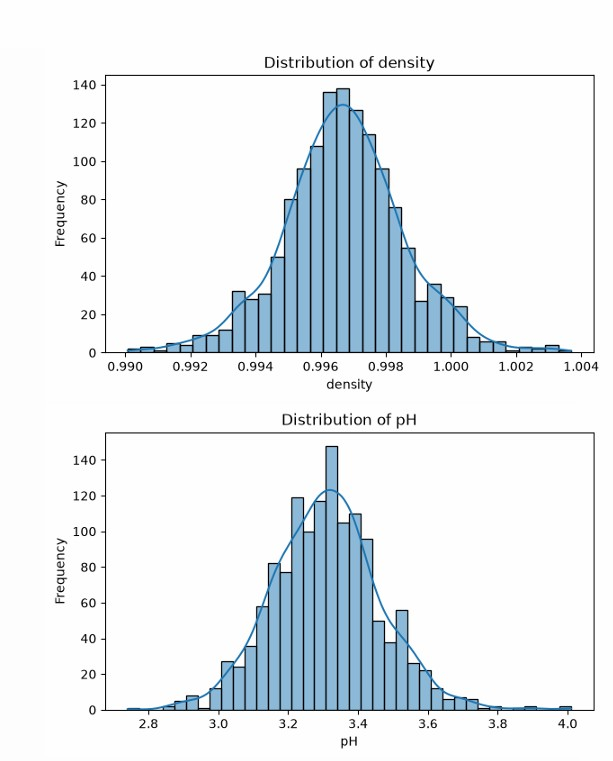 Distribution of density
140
120
100
80
60
40
20
0
Frequency
0.990 0.992 0.994 0.996 0.998 1.000 1.002 1.004
density
Distribution of pH
140
120
100
80
60
40
20
0
Frequency
2.8 3.0 3.2 3.4 3.6 3.8 4.0
pH